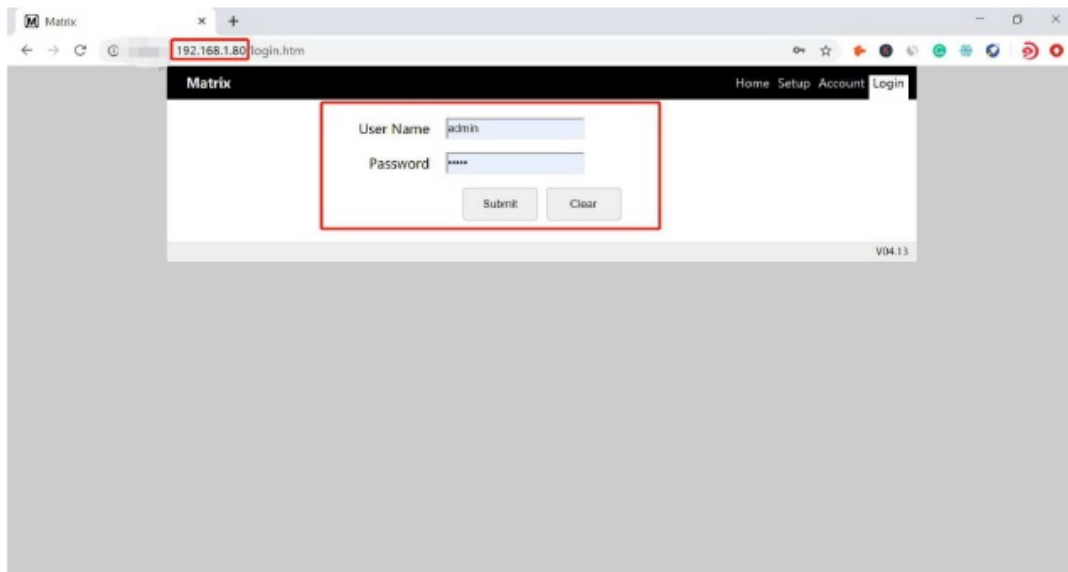 Matrix
192.168.1.80/login.htm
Matrix Home Setup Account Login
User Name admin
Password •••••
Submit Clear
V04.13